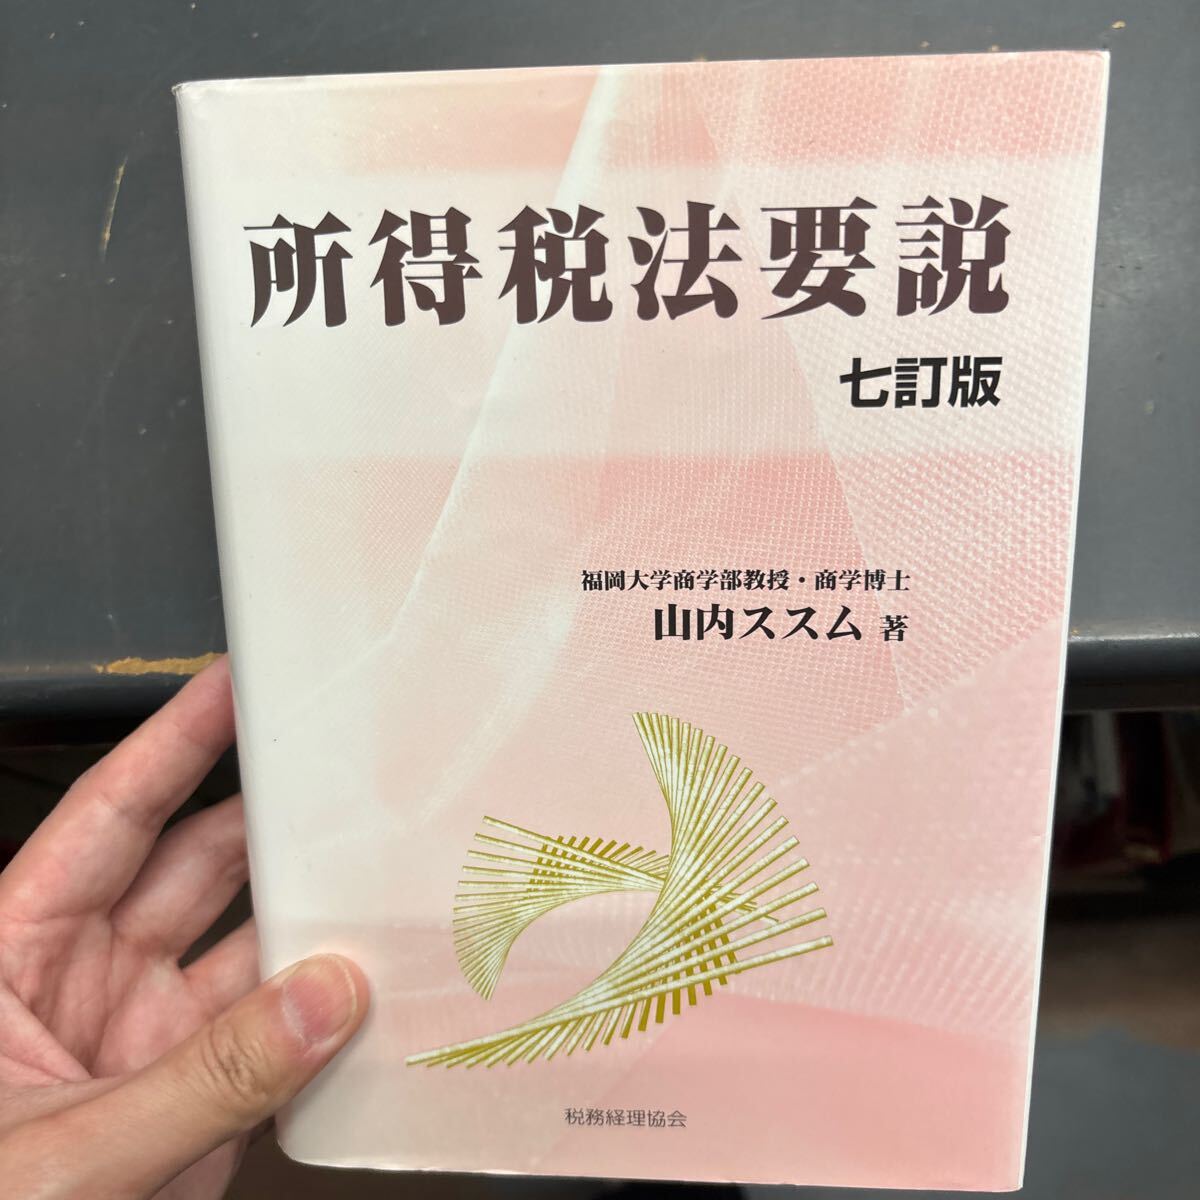 所得税法要説
七訂版
福岡大学商学部教授・商学博士
山内ススム 著
税務経理協会